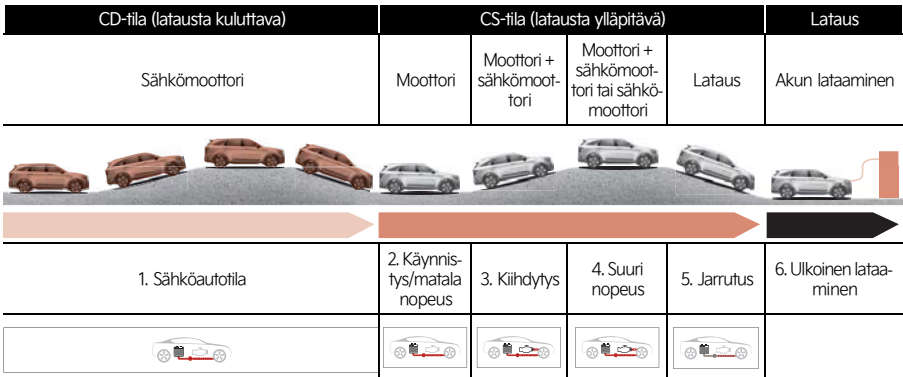 CD-tila (latausta kuluttava)
CS-tila (latausta ylläpitävä)
Lataus
Sähkömoottori
Moottori
Moottori +
sähkömoot-
tori
Moottori +
sähkömoot-
tori tai sähkö-
moottori
Lataus
Akun lataaminen
1. Sähköautotila
2. Käynnis-
tys/matala
nopeus
3. Kiihdytys
4. Suuri
nopeus
5. Jarrutus
6. Ulkoinen lataa-
minen